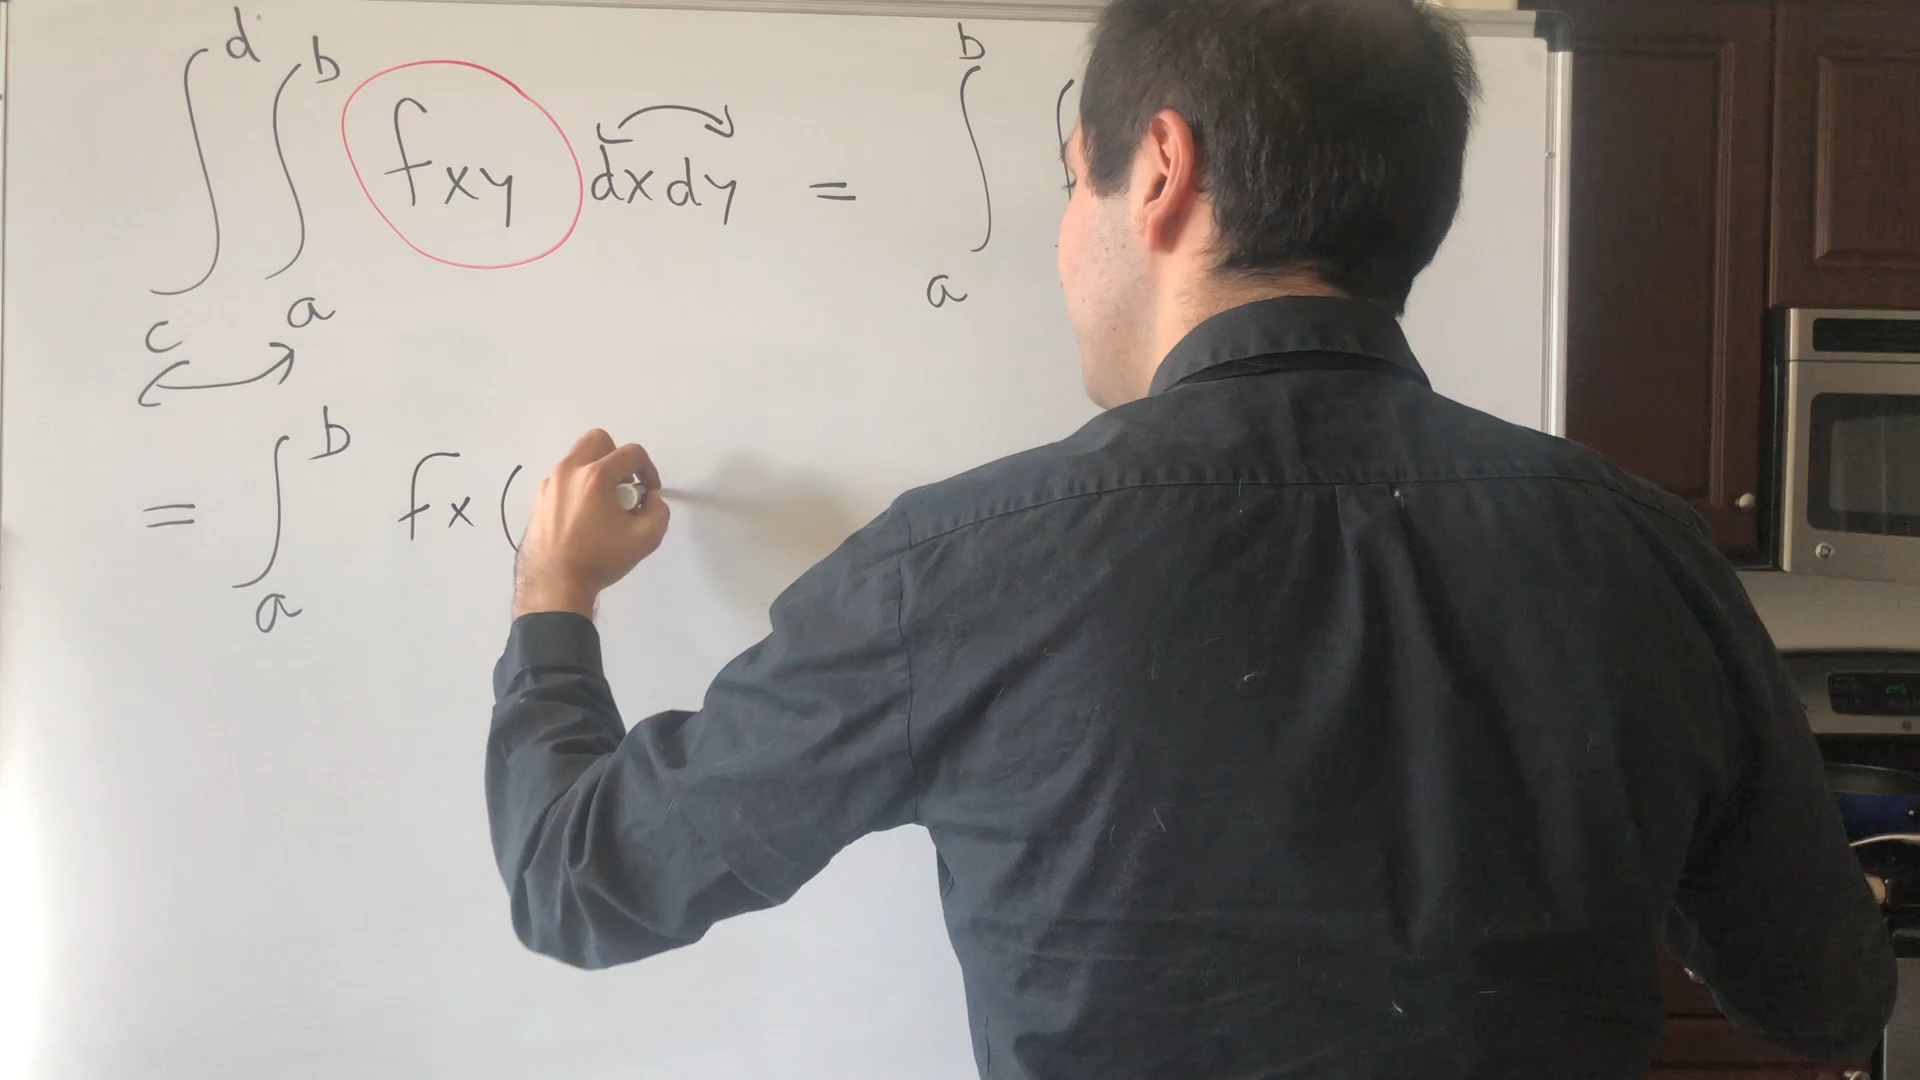 ∫_c^d ∫_a^b fxy dxdy = ∫_a^b
= ∫_a^b fx (